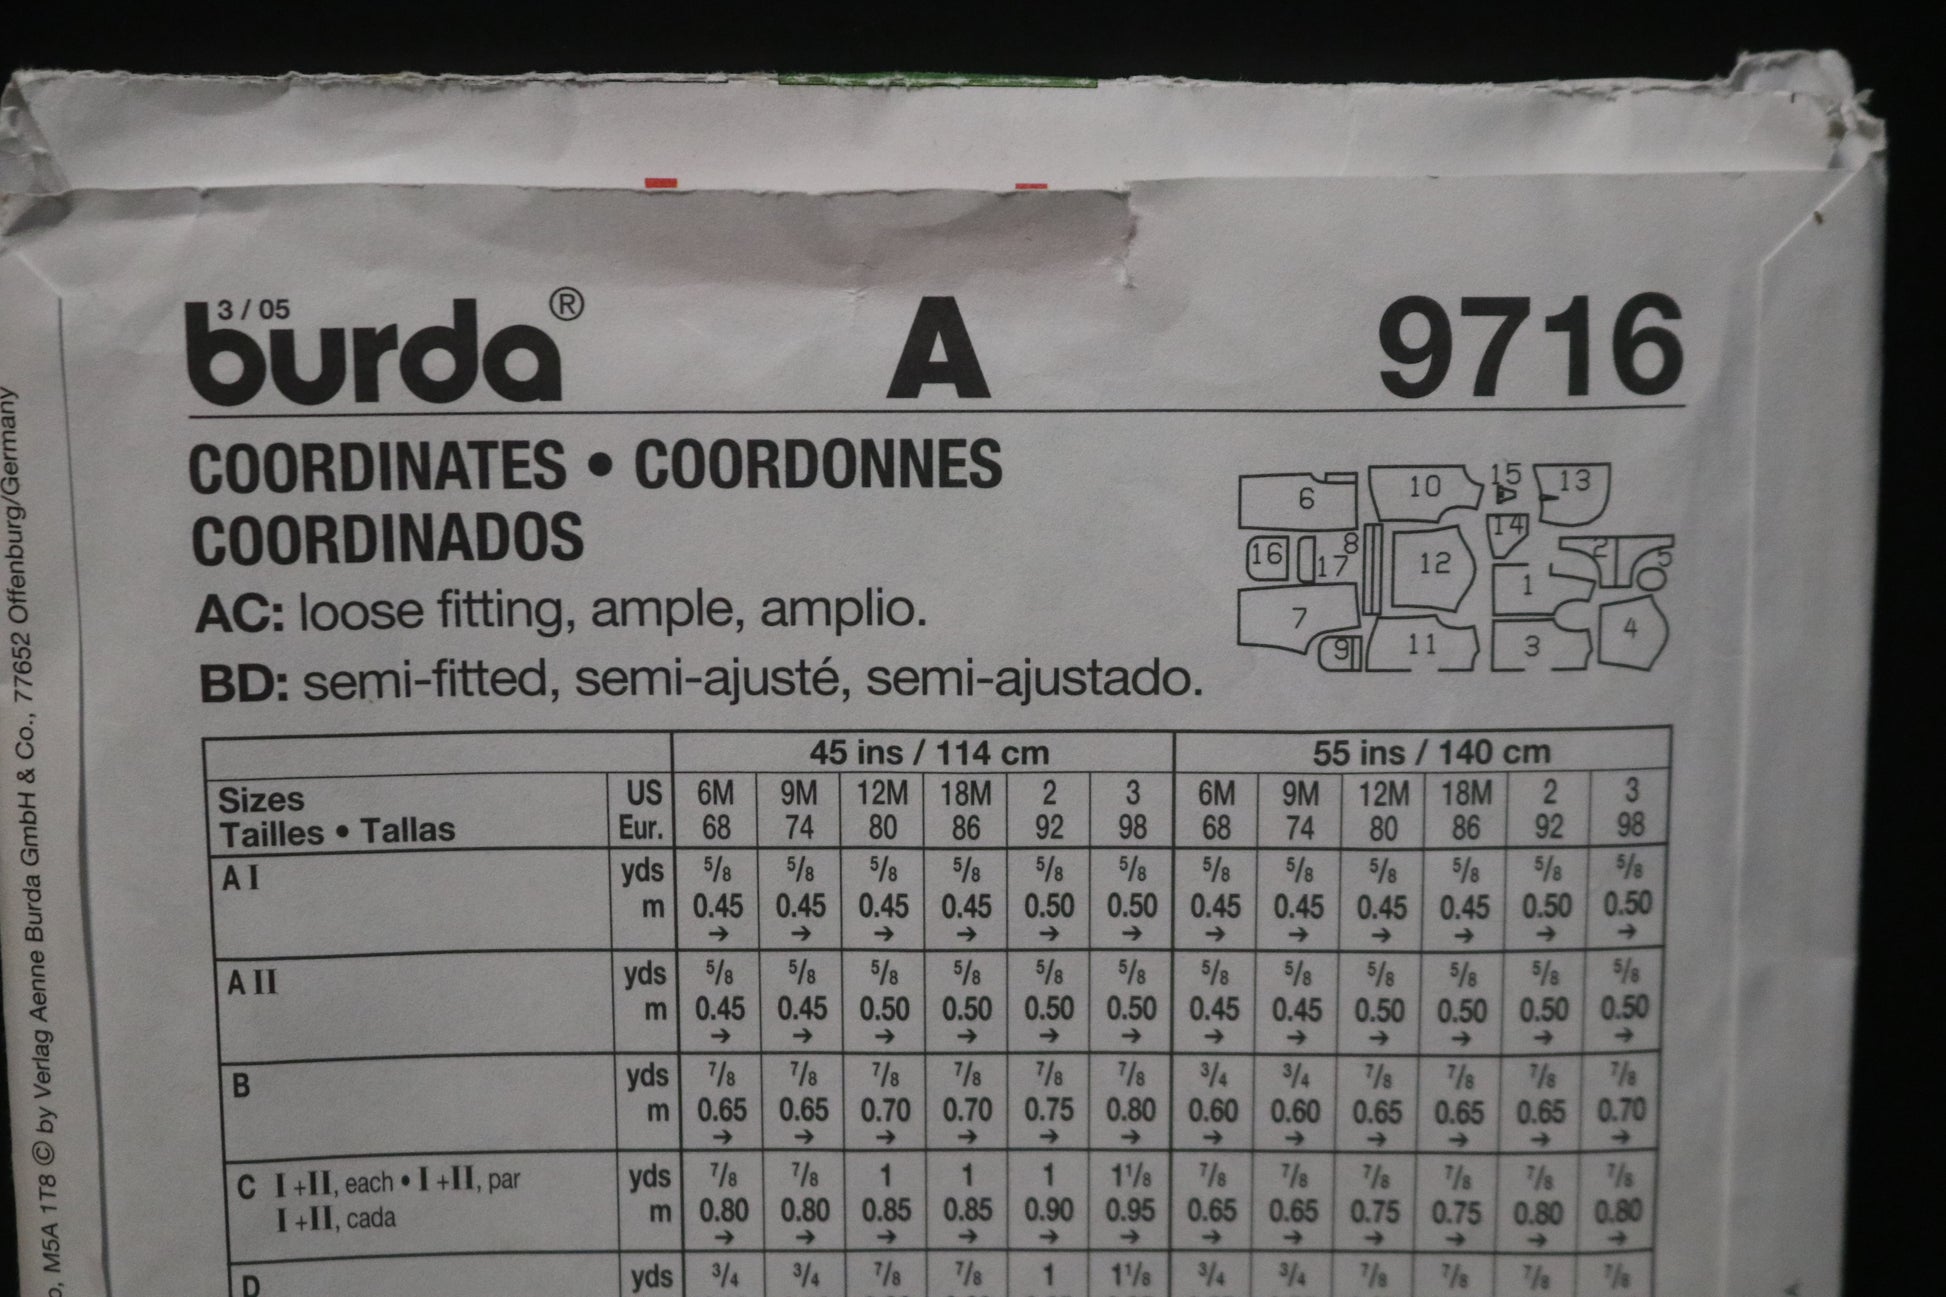 3 / 05
burda® A 9716
COORDINATES • COORDONNES
COORDINADOS
AC: loose fitting, ample, amplio.
BD: semi-fitted, semi-ajusté, semi-ajustado.
6 10 15 13
14
16 17 8 12 2 5
1
7 4
9 11 3
45 ins / 114 cm 55 ins / 140 cm
Sizes US 6M 9M 12M 18M 2 3 6M 9M 12M 18M 2 3
Tailles • Tallas Eur. 68 74 80 86 92 98 68 74 80 86 92 98
A I yds 5/8 5/8 5/8 5/8 5/8 5/8 5/8 5/8 5/8 5/8 5/8 5/8
m 0.45 0.45 0.45 0.45 0.50 0.50 0.45 0.45 0.45 0.45 0.50 0.50
→ → → → → → → → → → → →
A II yds 5/8 5/8 5/8 5/8 5/8 5/8 5/8 5/8 5/8 5/8 5/8 5/8
m 0.45 0.45 0.50 0.50 0.50 0.50 0.45 0.45 0.50 0.50 0.50 0.50
→ → → → → → → → → → → →
B yds 7/8 7/8 7/8 7/8 7/8 7/8 3/4 3/4 7/8 7/8 7/8 7/8
m 0.65 0.65 0.70 0.70 0.75 0.80 0.60 0.60 0.65 0.65 0.65 0.70
→ → → → → → → → → → → →
C I +II, each • I +II, par yds 7/8 7/8 1 1 1 1 1/8 7/8 7/8 7/8 7/8 7/8 7/8
I +II, cada m 0.80 0.80 0.85 0.85 0.90 0.95 0.65 0.65 0.75 0.75 0.80 0.80
→ → → → → → → → → → → →
D yds 3/4 3/4 7/8 7/8 1 1 1/8 3/4 3/4 7/8 7/8 7/8 7/8
M5A 1T8 © by Verlag Aenne Burda GmbH & Co., 77652 Offenburg/Germany